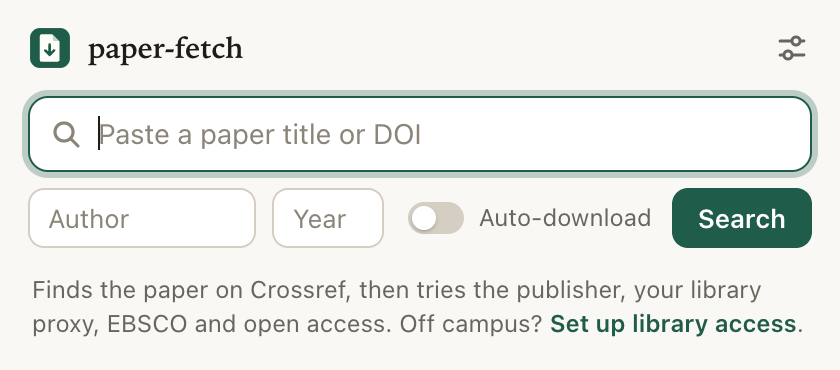 paper-fetch
Paste a paper title or DOI
Author
Year
Auto-download
Search
Finds the paper on Crossref, then tries the publisher, your library
proxy, EBSCO and open access. Off campus? Set up library access.